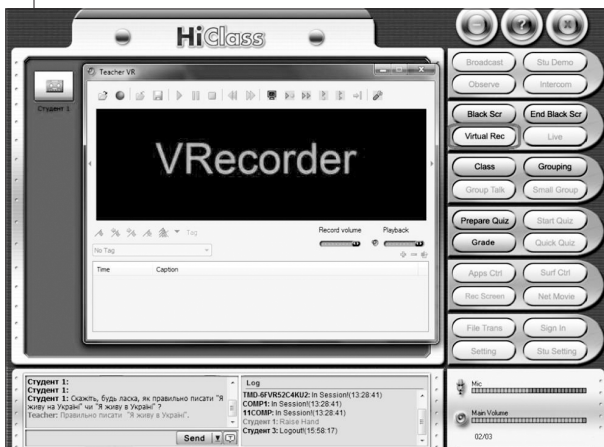 HiClass
Broadcast
Stu Demo
Observe
Intercom
Black Scr
End Black Scr
Virtual Rec
Live
Class
Grouping
Group Talk
Small Group
Prepare Quiz
Start Quiz
Grade
Quick Quiz
Apps Ctrl
Surf Ctrl
Rec Screen
Net Movie
File Trans
Sign In
Setting
Stu Setting
Студент 1
Teacher VR
VRecorder
Tag
Record volume
Playback
No Tag
Time
Caption
Студент 1:
Студент 1:
Студент 1: Скажіть, будь ласка, як правильно писати "Я
живу на Україні" чи "Я живу в Україні" ?
Teacher: Правильно писати "Я живу в Україні".
Send
Log
TMD-6FVR52C4KU2: In Session!(13:28:41)
COMP1: In Session!(13:28:41)
11COMP: In Session!(13:28:41)
Студент 1: Raise Hand
Студент 3: Logout!(15:58:17)
Mic
Main Volume
02/03